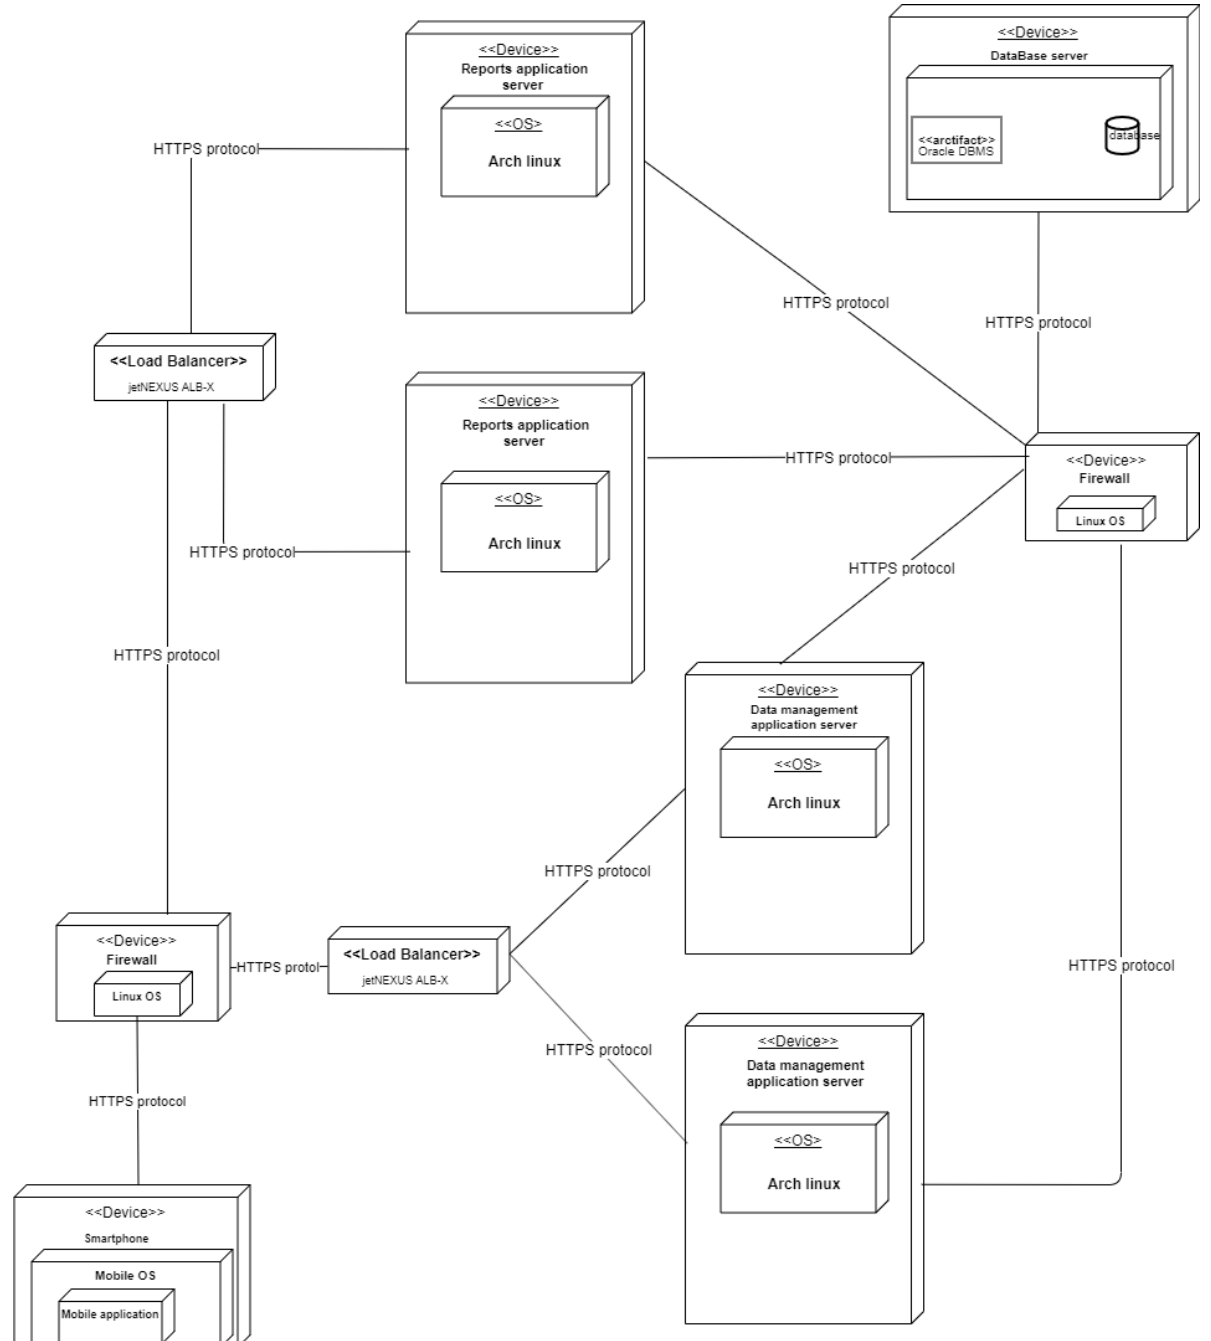 <<Device>>
Reports application
server
<<OS>
Arch linux
<<Device>>
DataBase server
<<arctifact>>
Oracle DBMS
database
HTTPS protocol
HTTPS protocol
HTTPS protocol
<<Load Balancer>>
jetNEXUS ALB-X
<<Device>>
Reports application
server
<<OS>
Arch linux
HTTPS protocol
<<Device>>
Firewall
Linux OS
HTTPS protocol
HTTPS protocol
HTTPS protocol
<<Device>>
Data management
application server
<<OS>
Arch linux
HTTPS protocol
<<Device>>
Firewall
Linux OS
HTTPS protol
<<Load Balancer>>
jetNEXUS ALB-X
HTTPS protocol
HTTPS protocol
<<Device>>
Data management
application server
<<OS>
Arch linux
HTTPS protocol
<<Device>>
Smartphone
Mobile OS
Mobile application